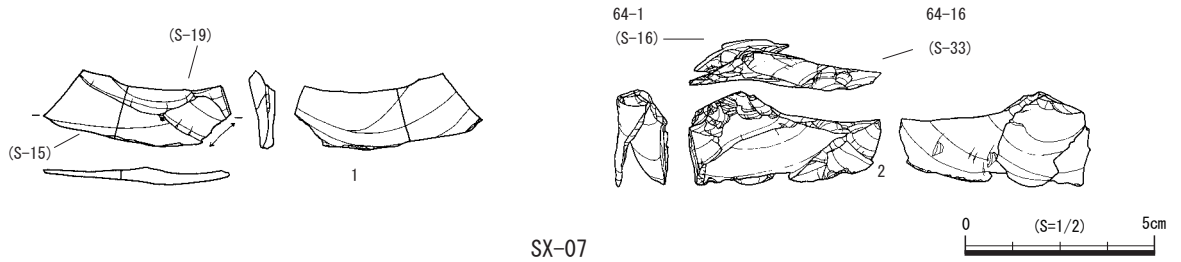 (S-19)
(S-15)
1
64-1
(S-16)
64-16
(S-33)
2
0 (S=1/2) 5cm
SX-07